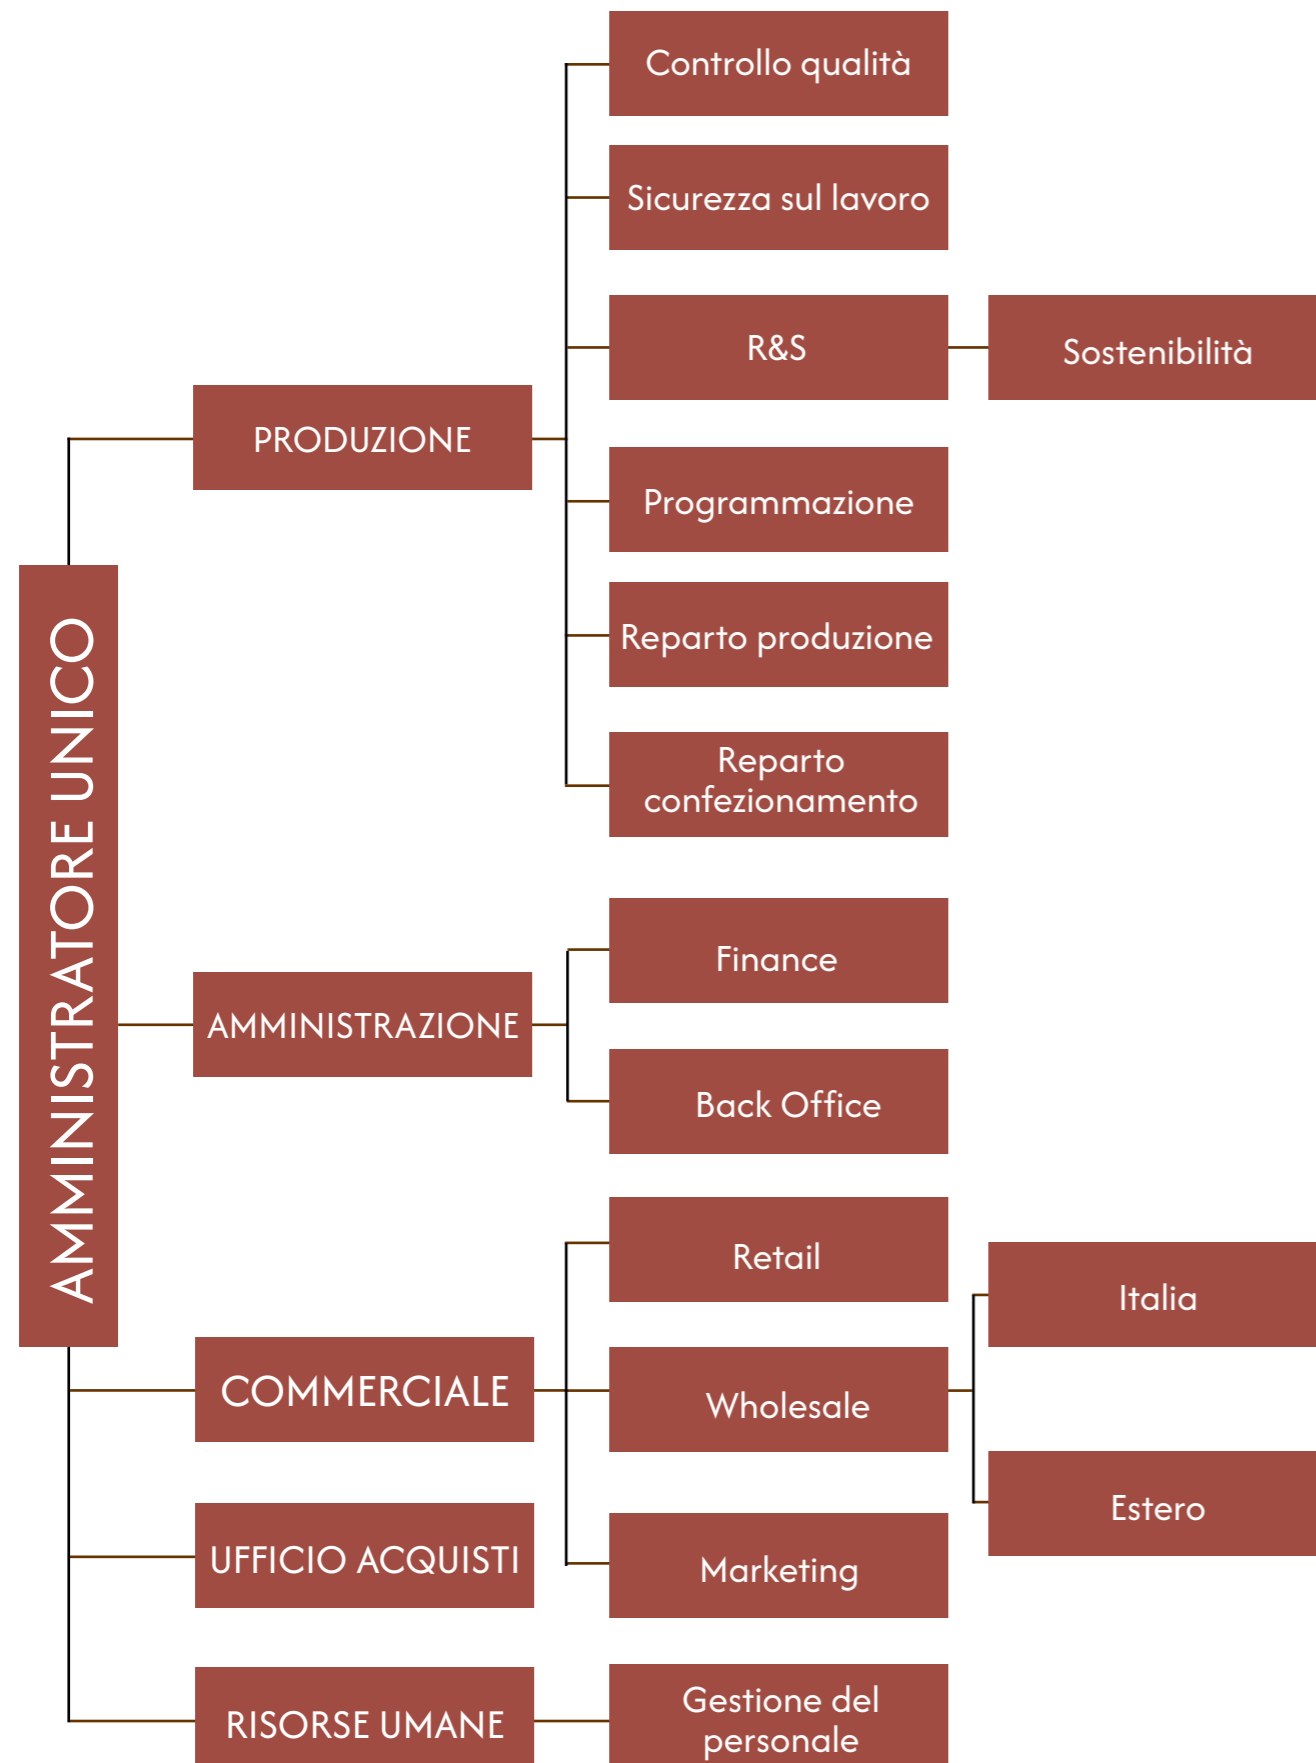 AMMINISTRATORE UNICO
PRODUZIONE
Controllo qualità
Sicurezza sul lavoro
R&S
Sostenibilità
Programmazione
Reparto produzione
Reparto
confezionamento
AMMINISTRAZIONE
Finance
Back Office
COMMERCIALE
Retail
Wholesale
Italia
Estero
Marketing
UFFICIO ACQUISTI
RISORSE UMANE
Gestione del
personale